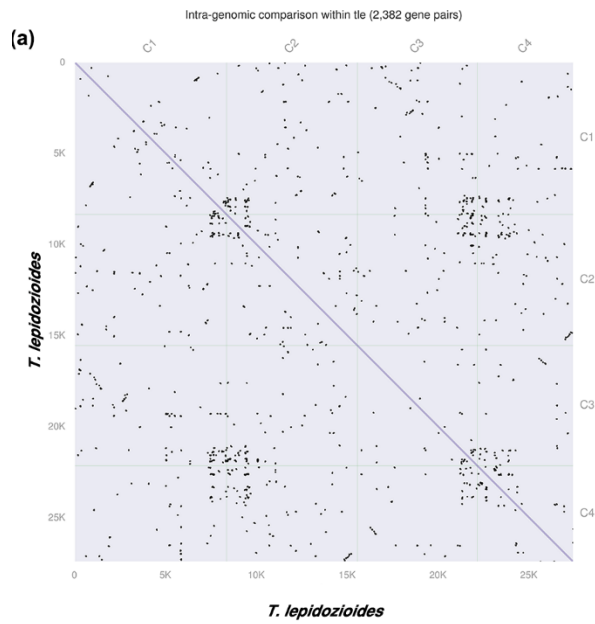 Intra-genomic comparison within tle (2,382 gene pairs)
(a)
C1 C2 C3 C4
0
C1
5K
10K
C2
T. lepidozioides
15K
C3
20K
C4
25K
0 5K 10K 15K 20K 25K
T. lepidozioides